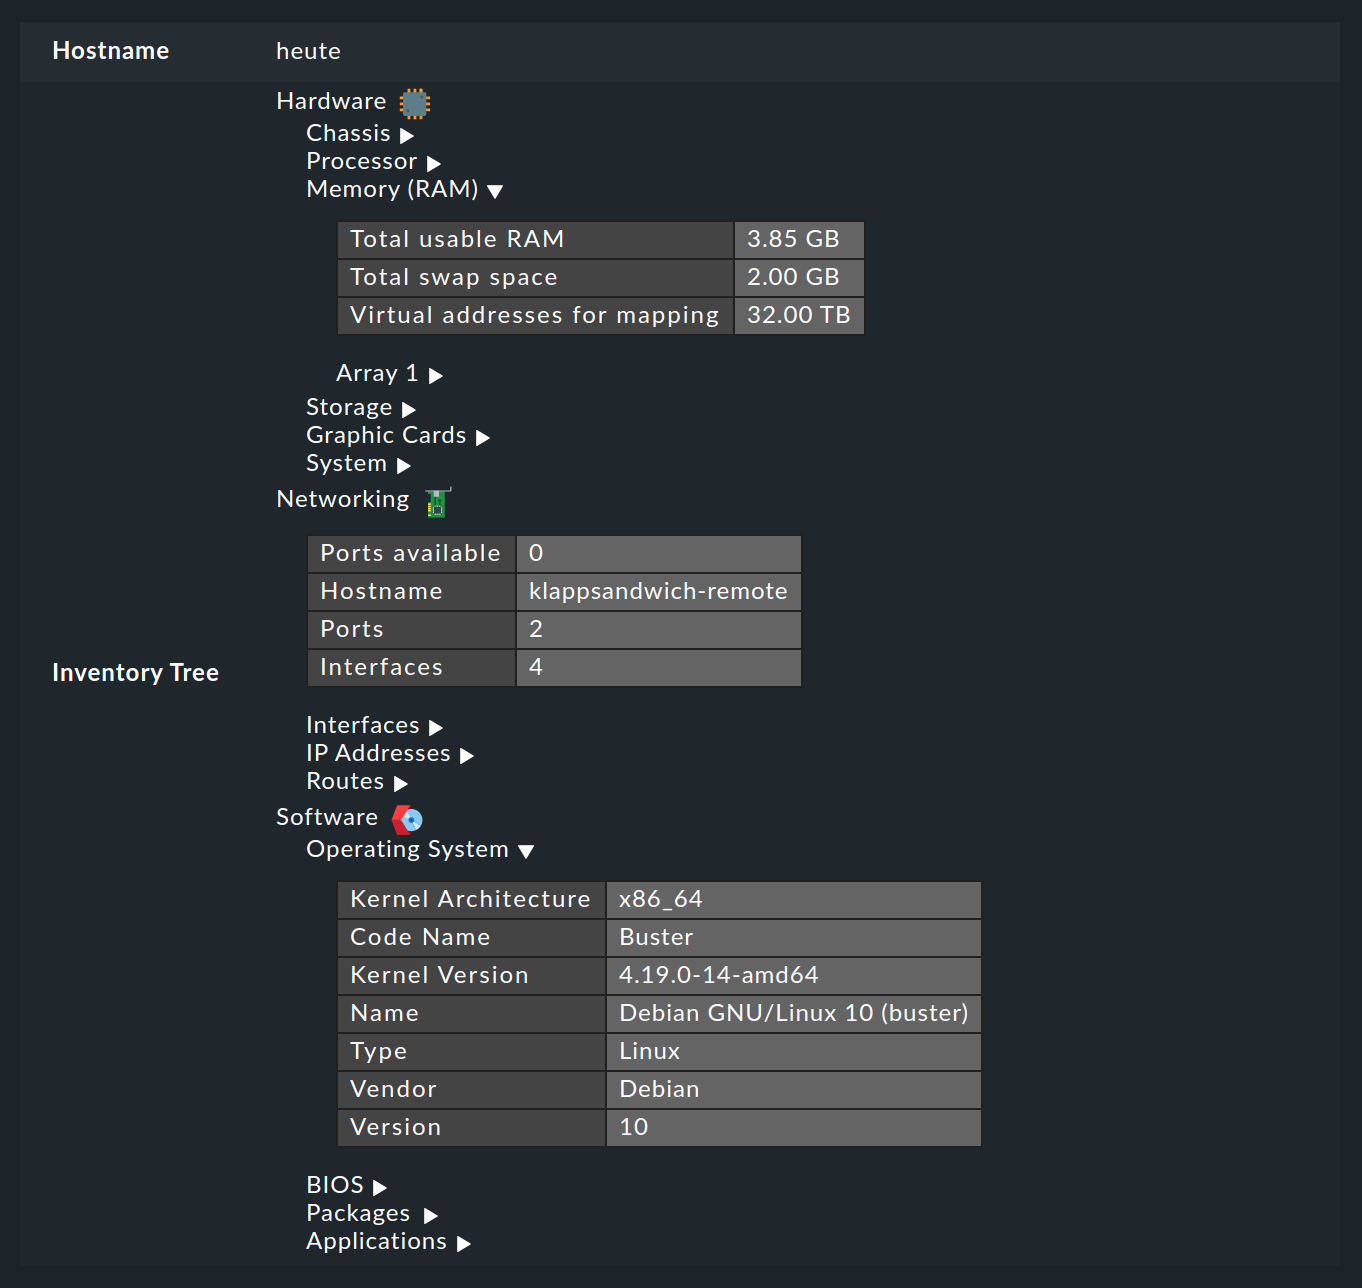 Hostname heute
Hardware
Chassis
Processor
Memory (RAM)
Total usable RAM 3.85 GB
Total swap space 2.00 GB
Virtual addresses for mapping 32.00 TB
Array 1
Storage
Graphic Cards
System
Networking
Ports available 0
Hostname klappsandwich-remote
Ports 2
Interfaces 4
Inventory Tree
Interfaces
IP Addresses
Routes
Software
Operating System
Kernel Architecture x86_64
Code Name Buster
Kernel Version 4.19.0-14-amd64
Name Debian GNU/Linux 10 (buster)
Type Linux
Vendor Debian
Version 10
BIOS
Packages
Applications